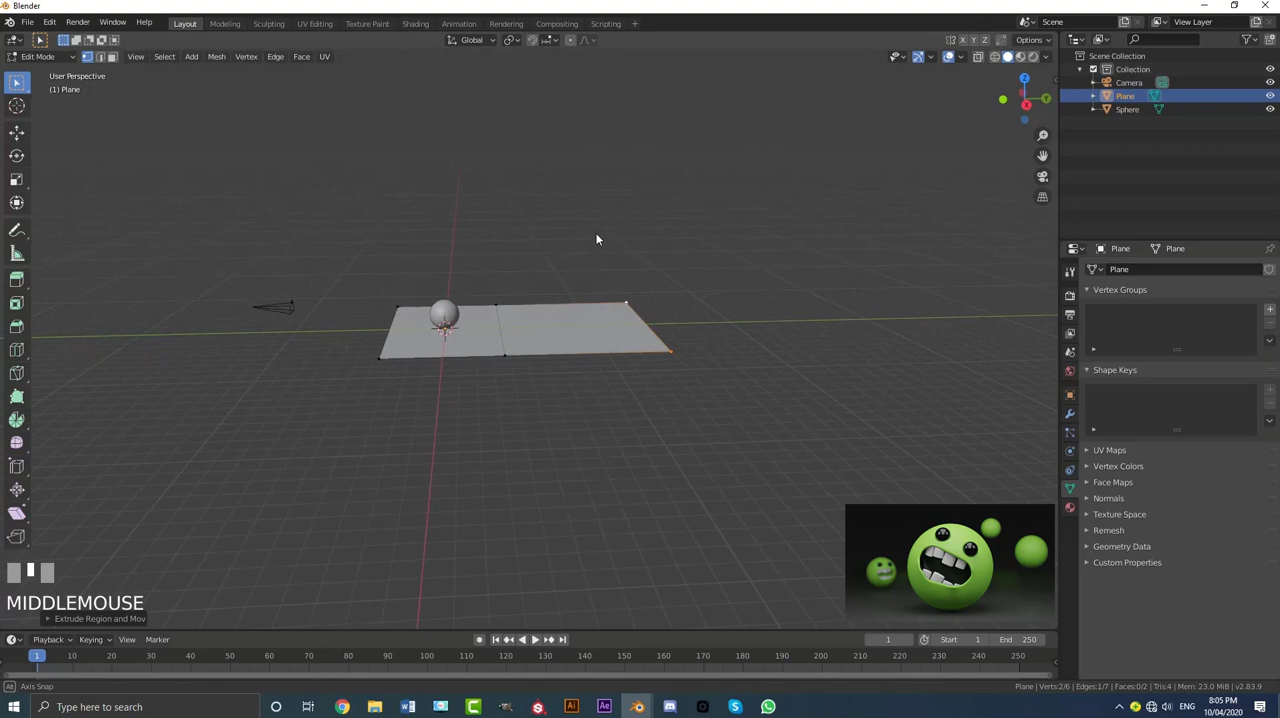 Blender
File Edit Render Window Help Layout Modeling Sculpting UV Editing Texture Paint Shading Animation Rendering Compositing Scripting + Scene View Layer
Global X Y Z Options
Edit Mode View Select Add Mesh Vertex Edge Face UV
User Perspective
(1) Plane
Z
Y
X
Scene Collection
Collection
Camera
Plane
Sphere
Plane Plane
Plane
Vertex Groups
Shape Keys
UV Maps
Vertex Colors
Face Maps
Normals
Texture Space
Remesh
Geometry Data
Custom Properties
MIDDLEMOUSE
Extrude Region and Mov
Playback Keying View Marker 1 Start 1 End 250
1 10 20 30 40 50 60 70 80 90 100 110 120 130 140 150 160 170 180 190 200 210 220 230 240 250
Alt Axis Snap Plane | Verts:2/6 | Edges:1/7 | Faces:0/2 | Tris:4 | Mem: 23.0 MiB | v2.83.9
Type here to search
8:05 PM
10/04/2020